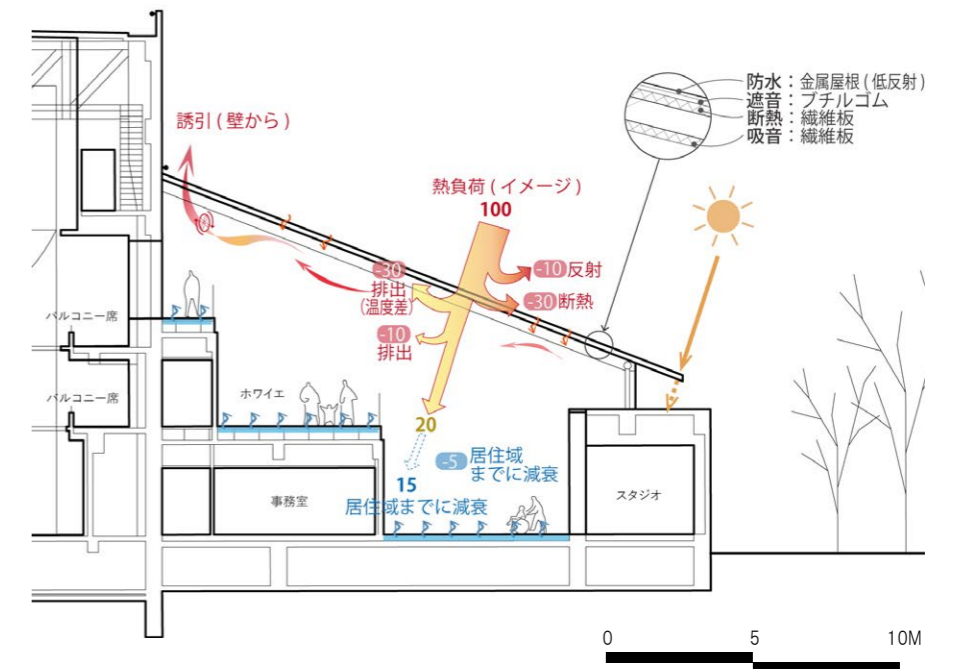 防水：金属屋根(低反射)
遮音：ブチルゴム
断熱：繊維板
吸音：繊維板
誘引(壁から)
熱負荷(イメージ)
100
-10 反射
-30 断熱
-30
排出
(温度差)
-10
排出
バルコニー席
バルコニー席
ホワイエ
20
-5 居住域
までに減衰
15
居住域までに減衰
事務室
スタジオ
0 5 10M